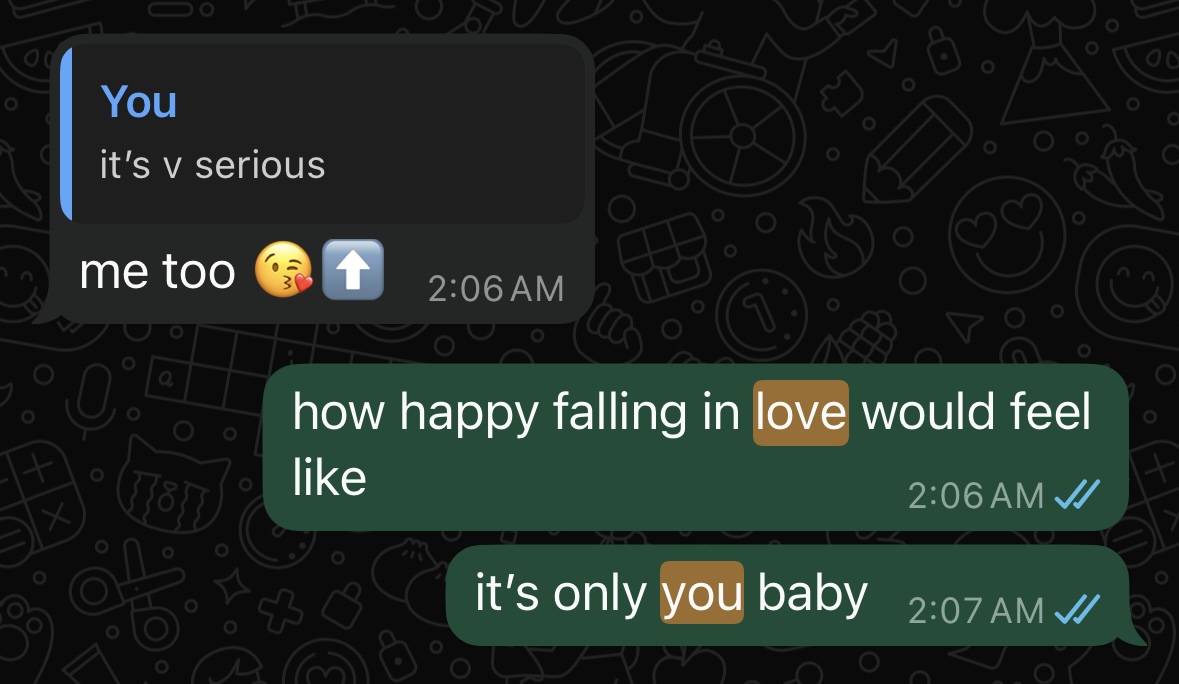 You
it’s v serious
me too 😘⬆️ 2:06 AM
how happy falling in love would feel
like 2:06 AM
it’s only you baby 2:07 AM